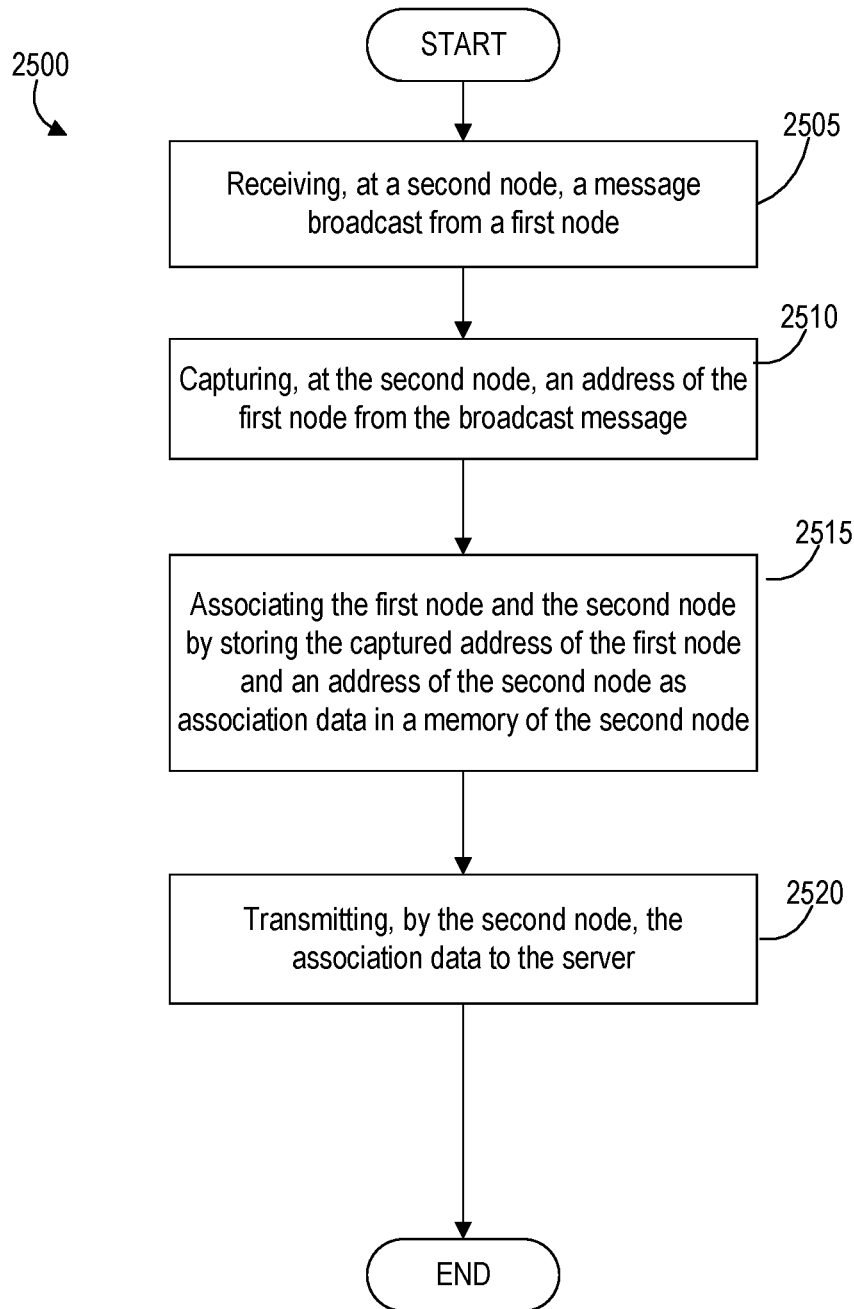 START
2500
2505
Receiving, at a second node, a message
broadcast from a first node
2510
Capturing, at the second node, an address of the
first node from the broadcast message
2515
Associating the first node and the second node
by storing the captured address of the first node
and an address of the second node as
association data in a memory of the second node
2520
Transmitting, by the second node, the
association data to the server
END